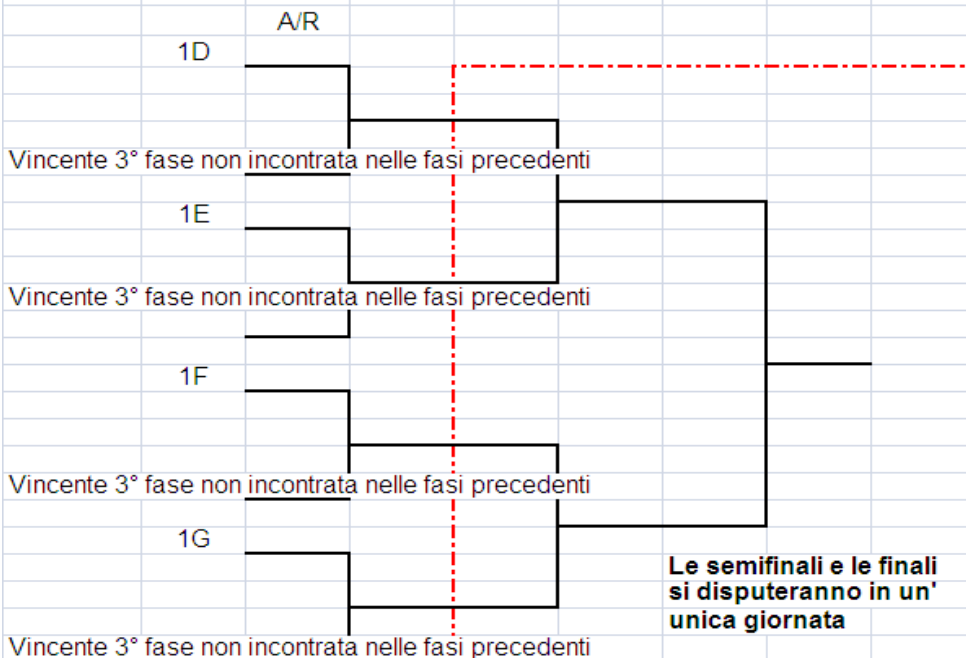 A/R
1D
Vincente 3° fase non incontrata nelle fasi precedenti
1E
Vincente 3° fase non incontrata nelle fasi precedenti
1F
Vincente 3° fase non incontrata nelle fasi precedenti
1G
Le semifinali e le finali
si disputeranno in un'
unica giornata
Vincente 3° fase non incontrata nelle fasi precedenti